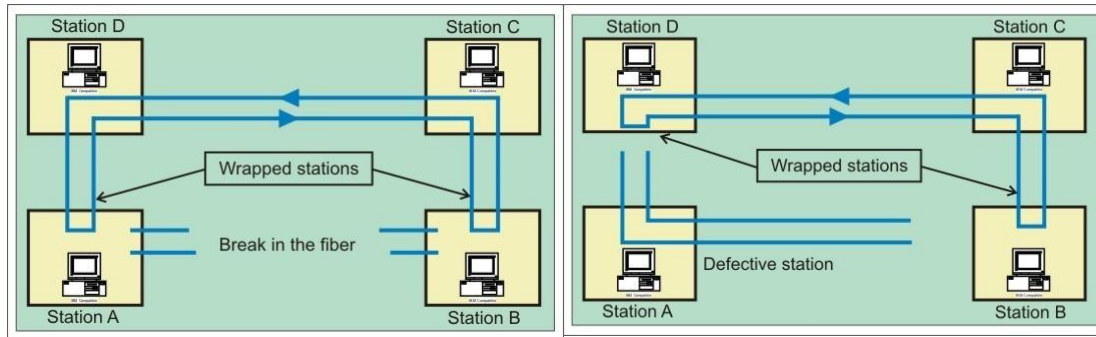 Station D
Station C
Wrapped stations
Break in the fiber
Station A
Station B
Station D
Station C
Wrapped stations
Defective station
Station A
Station B